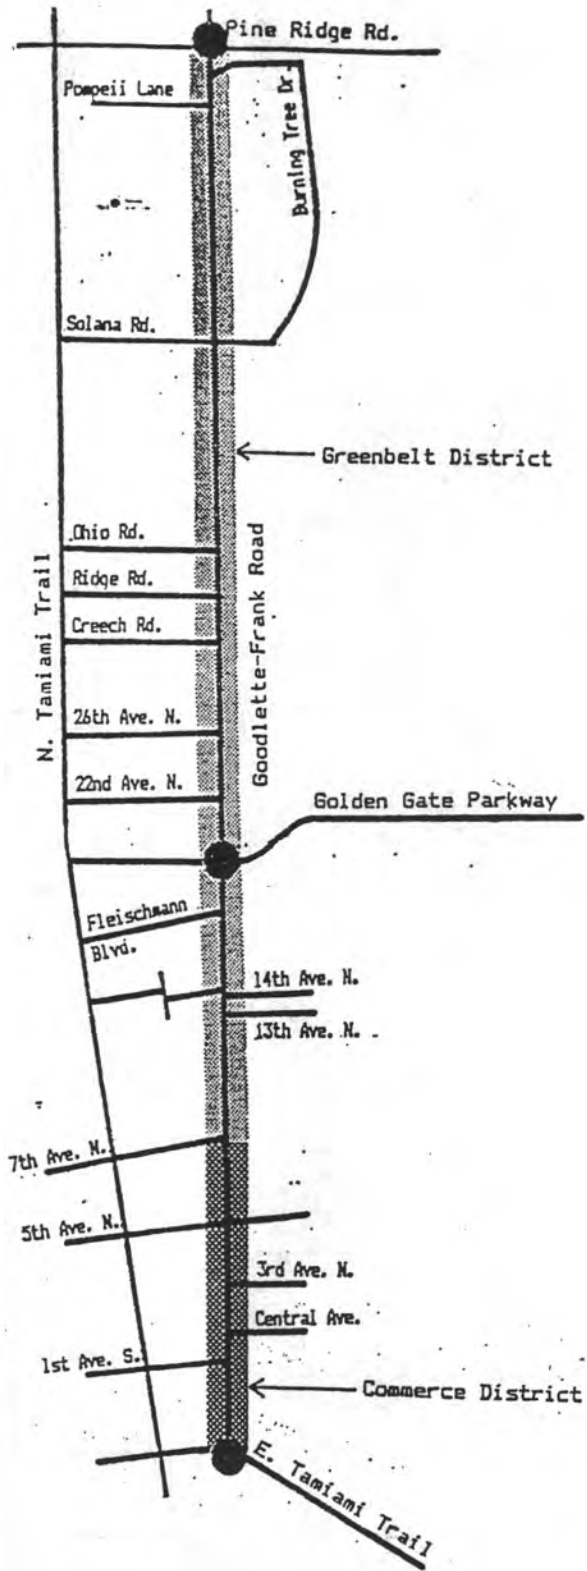 Pine Ridge Rd.
Pompeii Lane
Burning Tree Dr.
Solana Rd.
Greenbelt District
Ohio Rd.
Ridge Rd.
Creech Rd.
N. Tamiami Trail
Goodlette-Frank Road
26th Ave. N.
22nd Ave. N.
Golden Gate Parkway
Fleischmann
Blvd.
14th Ave. N.
13th Ave. N.
7th Ave. N.
5th Ave. N.
3rd Ave. N.
Central Ave.
1st Ave. S.
Commerce District
E. Tamiami Trail